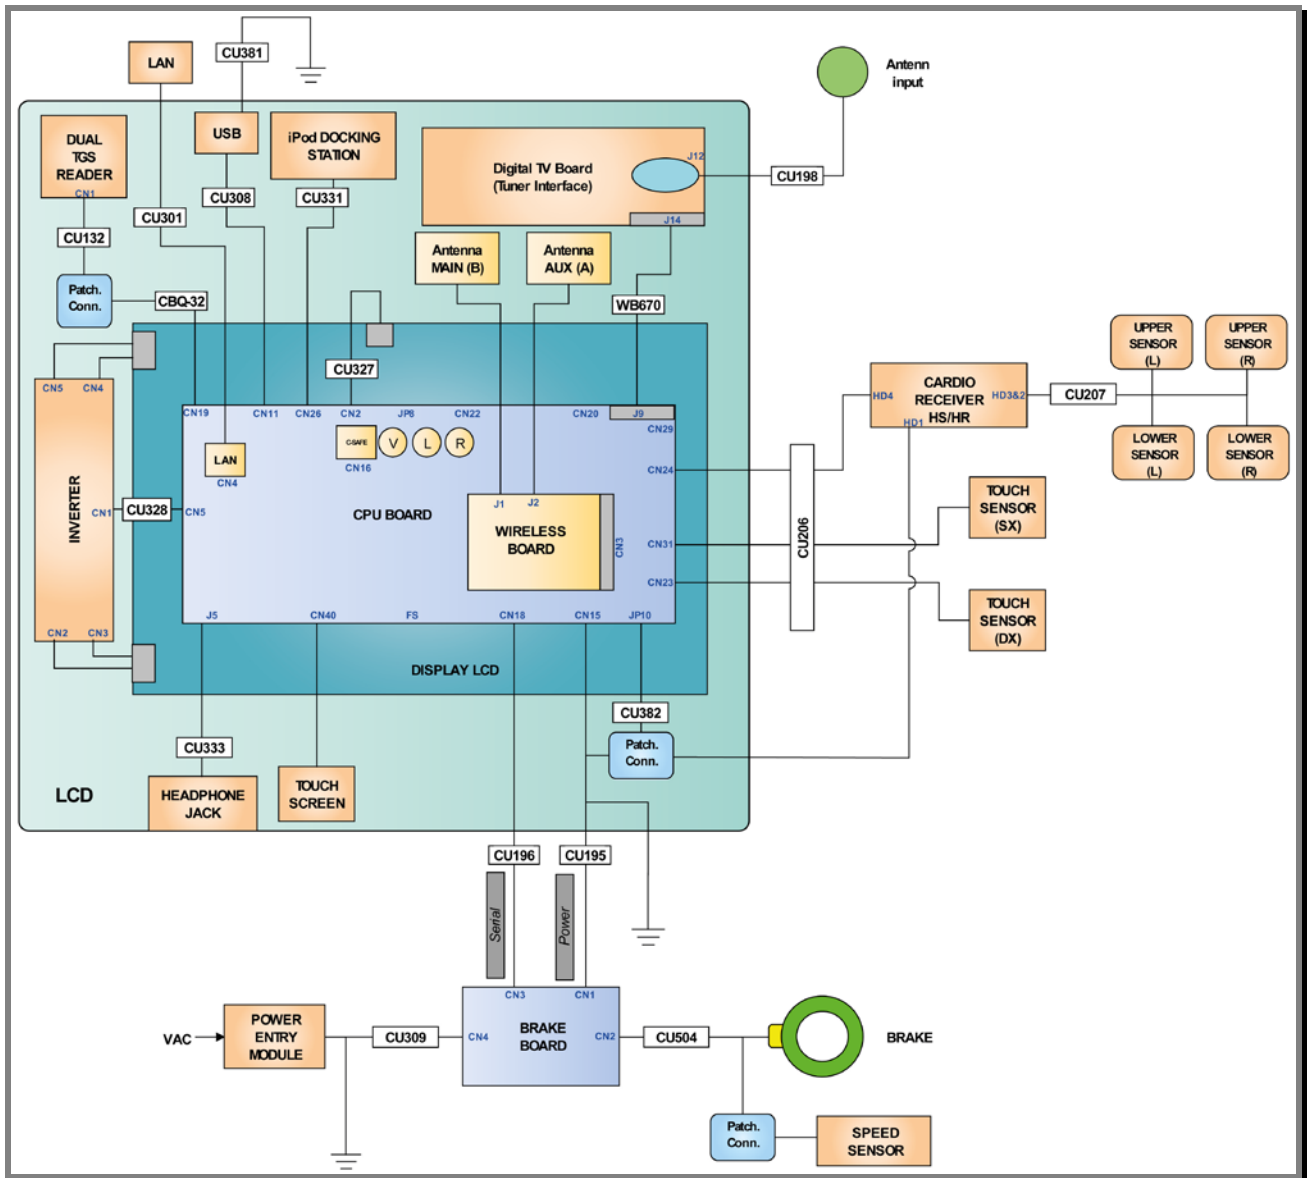 CU381
LAN
Antenn
input
DUAL
TGS
READER
CN1
USB
iPod DOCKING
STATION
Digital TV Board
(Tuner Interface)
J12
J14
CU198
CU308
CU331
CU301
CU132
Antenna
MAIN (B)
Antenna
AUX (A)
Patch.
Conn.
CBQ-32
WB670
UPPER
SENSOR
(L)
UPPER
SENSOR
(R)
CU327
CN5
CN4
CARDIO
RECEIVER
HS/HR
HD4
HD3&2
HD1
CU207
CN19
CN11
CN26
CN2
JP8
CN22
CN20
J9
CN29
C-SAFE
V
L
R
CN16
LAN
CN4
LOWER
SENSOR
(L)
LOWER
SENSOR
(R)
CN24
INVERTER
CN1
CU328
CN5
CPU BOARD
J1
J2
WIRELESS
BOARD
CN3
CU206
TOUCH
SENSOR
(SX)
CN31
CN23
TOUCH
SENSOR
(DX)
CN2
CN3
J5
CN40
FS
CN18
CN15
JP10
DISPLAY LCD
CU382
CU333
Patch.
Conn.
LCD
HEADPHONE
JACK
TOUCH
SCREEN
CU196
CU195
Serial
Power
CN3
CN1
VAC
POWER
ENTRY
MODULE
CU309
CN4
BRAKE
BOARD
CN2
CU504
BRAKE
Patch.
Conn.
SPEED
SENSOR